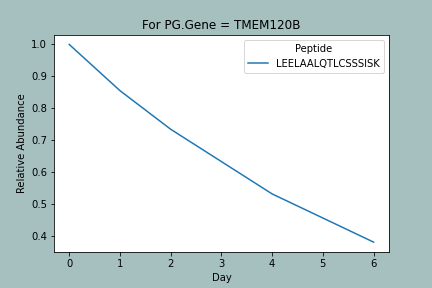 For PG.Gene = TMEM120B
Peptide
LEELAALQTLCSSSISK
Relative Abundance
1.0
0.9
0.8
0.7
0.6
0.5
0.4
0 1 2 3 4 5 6
Day